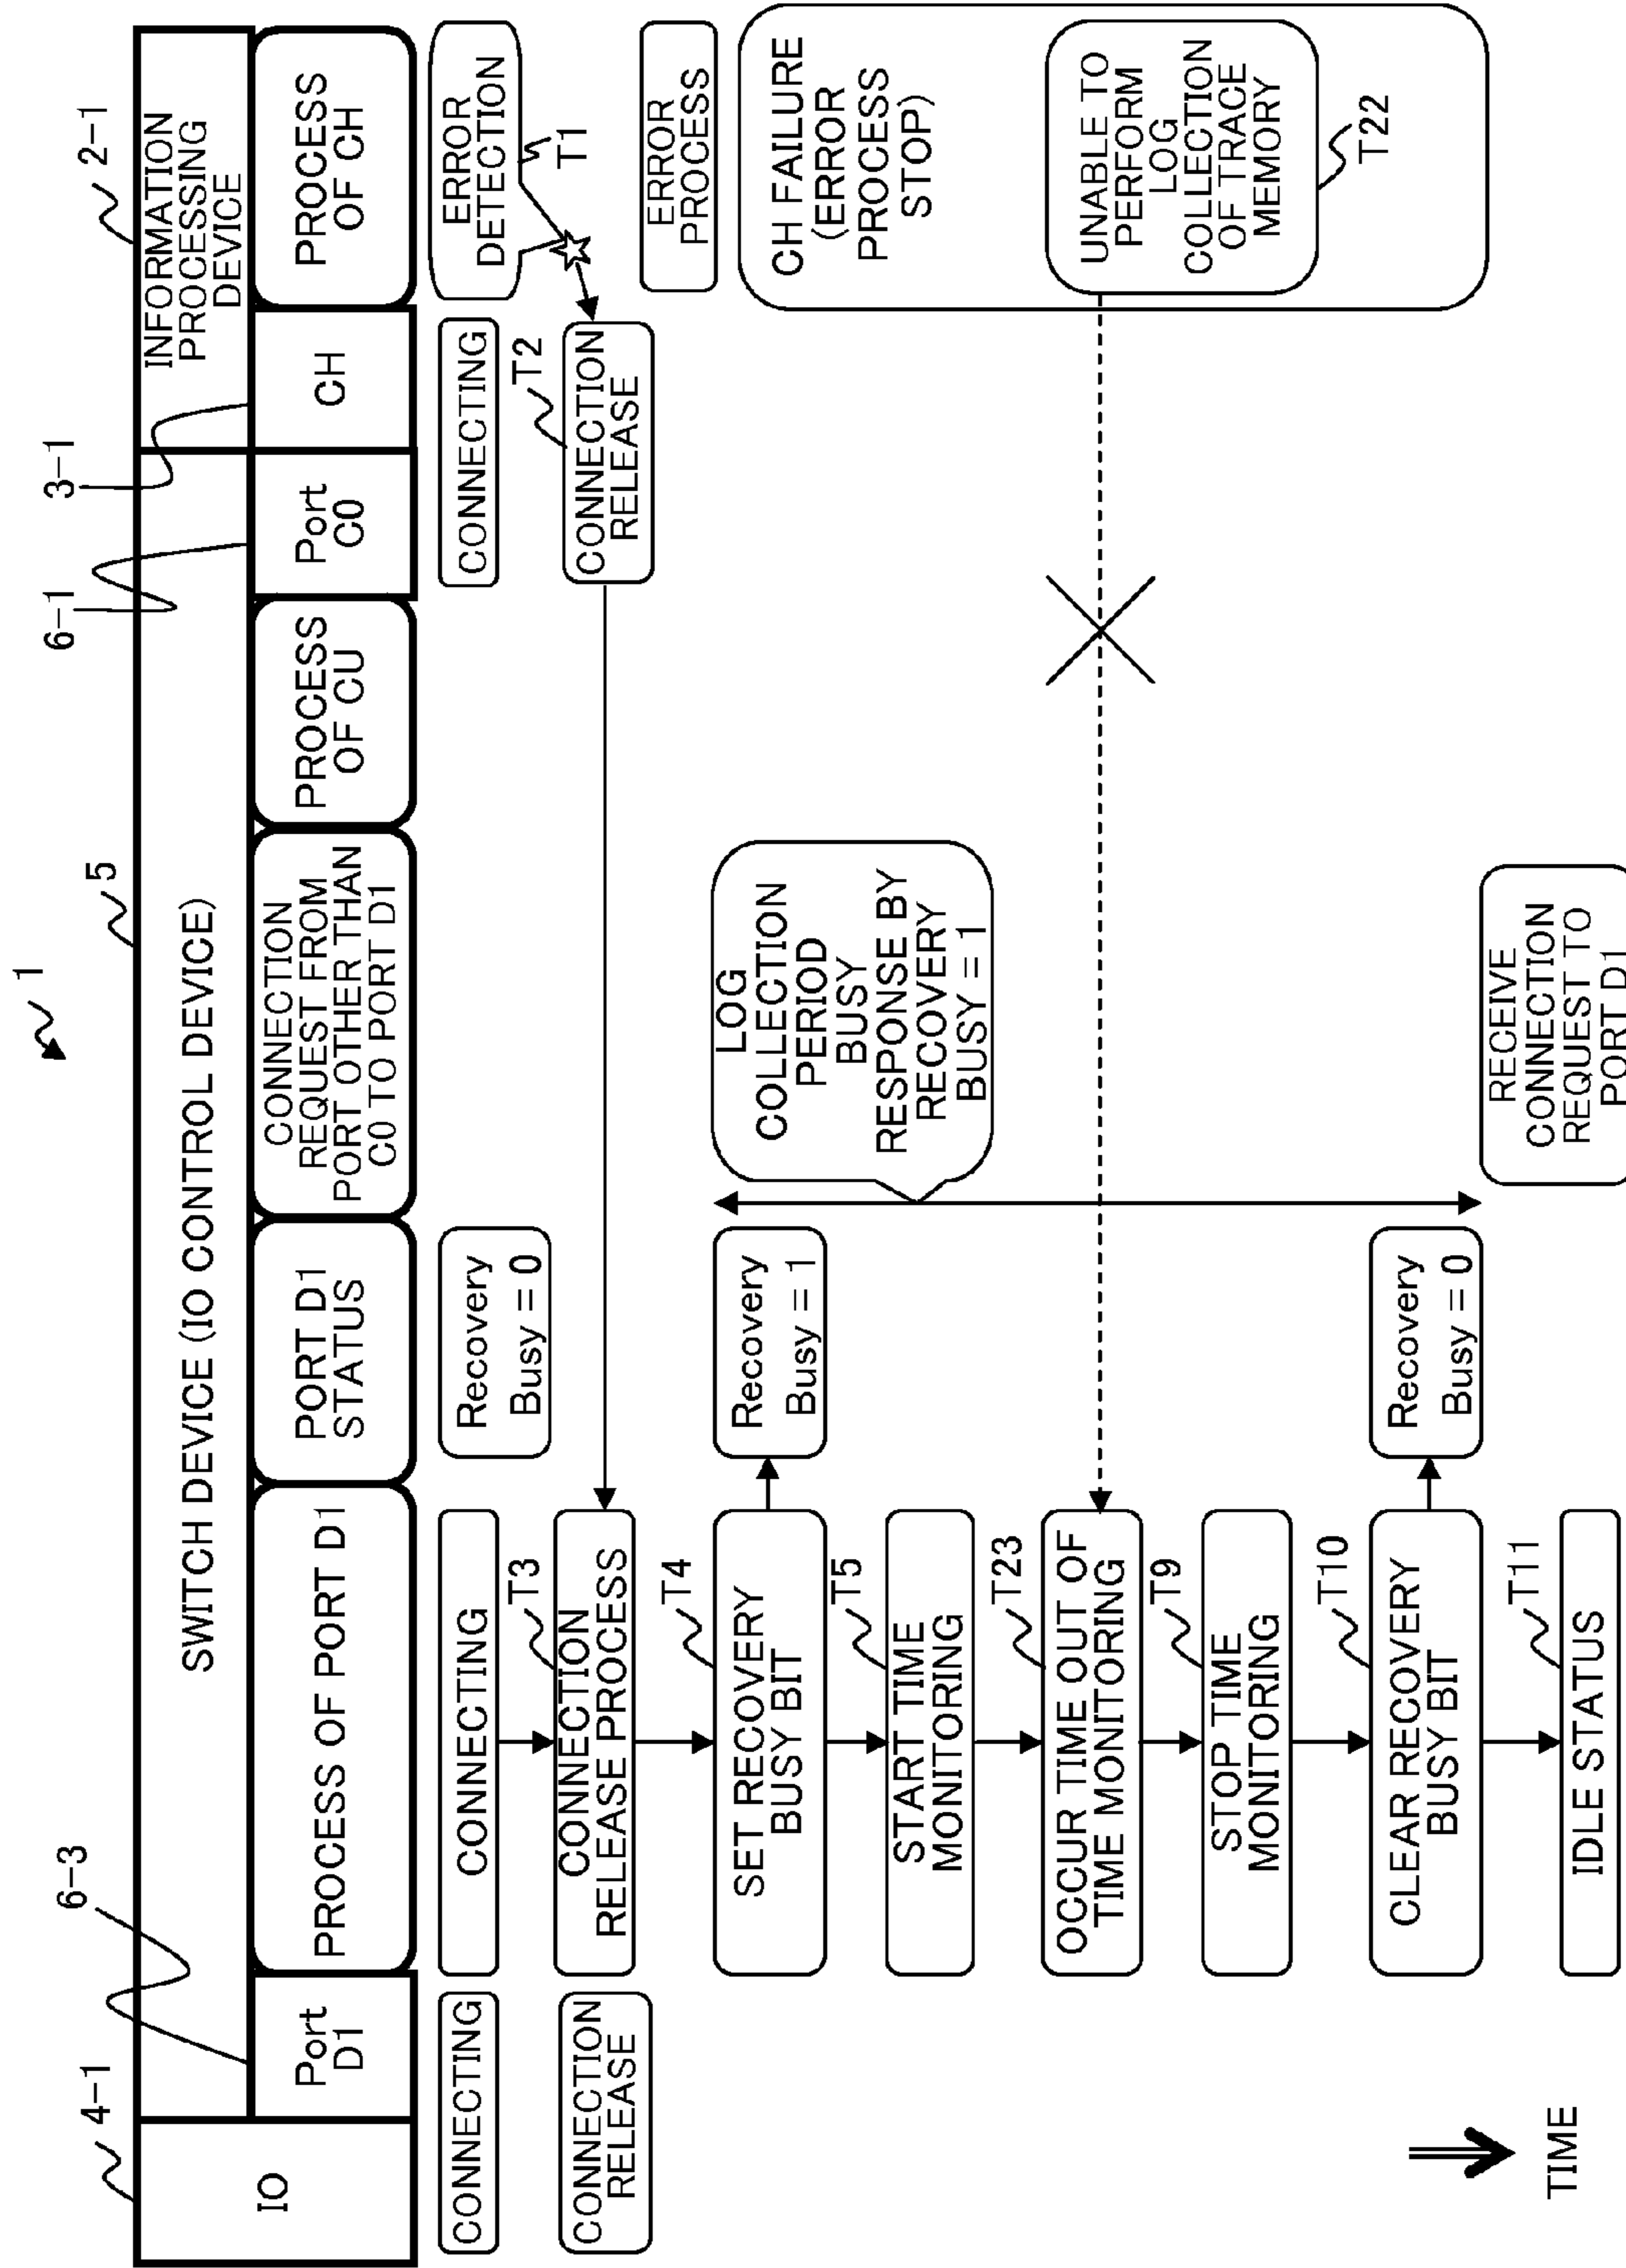 1
4-1
6-3
5
6-1
3-1
2-1
IO
SWITCH DEVICE (IO CONTROL DEVICE)
INFORMATION
PROCESSING
DEVICE
Port
D1
PROCESS OF PORT D1
PORT D1
STATUS
CONNECTION
REQUEST FROM
PORT OTHER THAN
C0 TO PORT D1
PROCESS
OF CU
Port
C0
CH
PROCESS
OF CH
CONNECTING
CONNECTING
Recovery
Busy = 0
CONNECTING
ERROR
DETECTION
T1
T2
T3
CONNECTION
RELEASE
CONNECTION
RELEASE PROCESS
CONNECTION
RELEASE
ERROR
PROCESS
T4
SET RECOVERY
BUSY BIT
Recovery
Busy = 1
LOG
COLLECTION
PERIOD
BUSY
RESPONSE BY
RECOVERY
BUSY = 1
CH FAILURE
(ERROR
PROCESS
STOP)
T5
START TIME
MONITORING
T23
OCCUR TIME OUT OF
TIME MONITORING
UNABLE TO
PERFORM
LOG
COLLECTION
OF TRACE
MEMORY
T22
T9
STOP TIME
MONITORING
T10
CLEAR RECOVERY
BUSY BIT
Recovery
Busy = 0
T11
IDLE STATUS
RECEIVE
CONNECTION
REQUEST TO
PORT D1
TIME